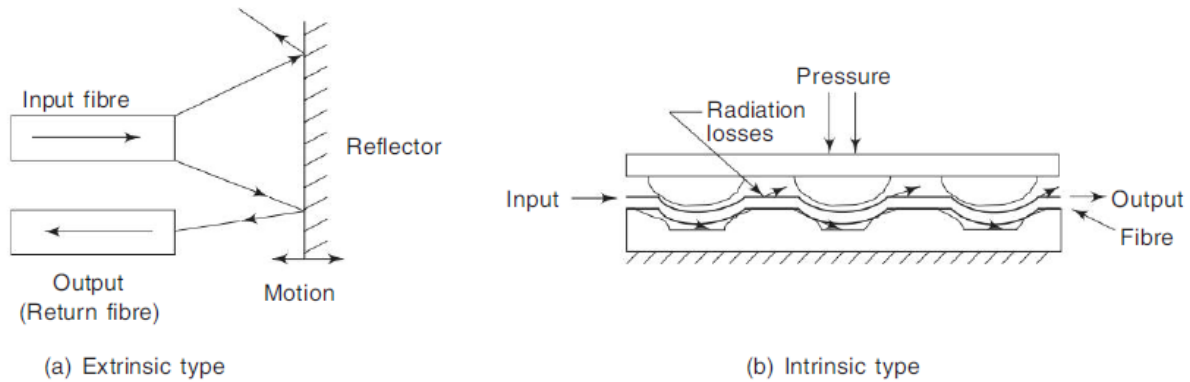 Input fibre
Reflector
Output
(Return fibre)
Motion
(a) Extrinsic type
Pressure
Radiation
losses
Input
Output
Fibre
(b) Intrinsic type